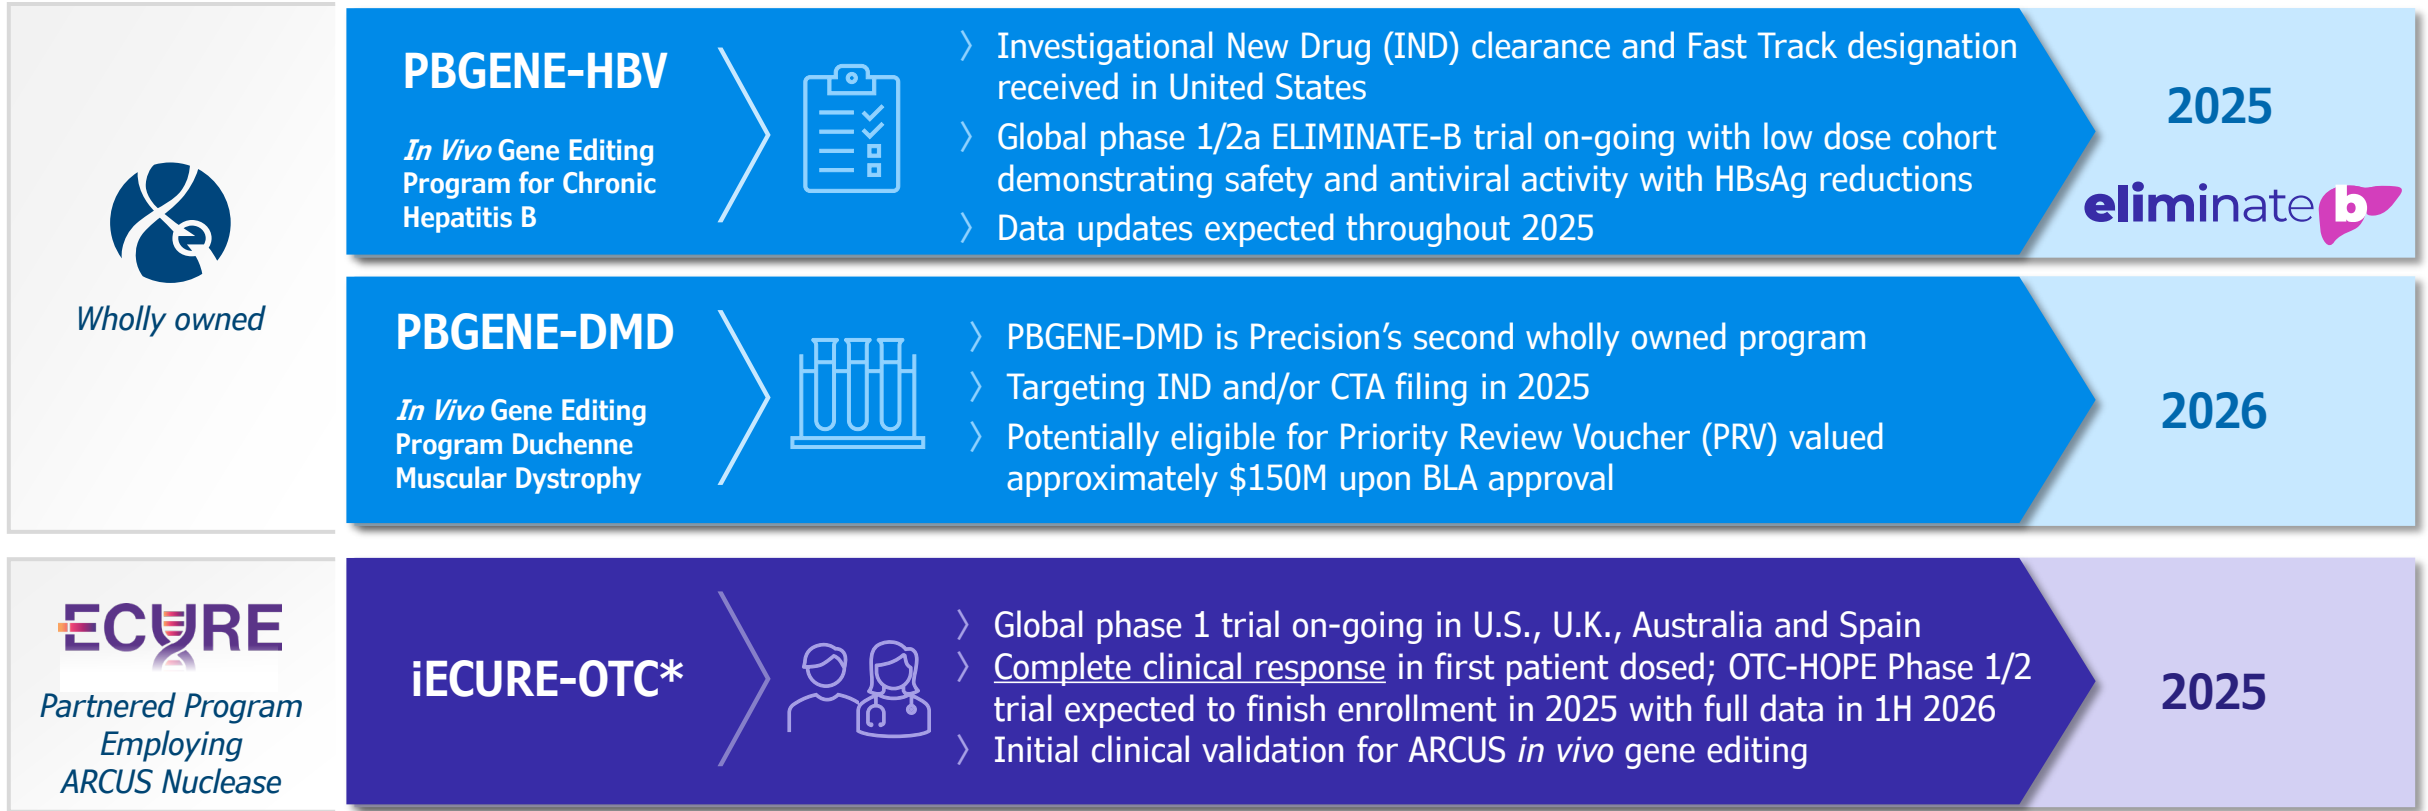 Wholly owned
PBGENE-HBV
In Vivo Gene Editing
Program for Chronic
Hepatitis B
〉 Investigational New Drug (IND) clearance and Fast Track designation
received in United States
〉 Global phase 1/2a ELIMINATE-B trial on-going with low dose cohort
demonstrating safety and antiviral activity with HBsAg reductions
〉 Data updates expected throughout 2025
2025
eliminate b
PBGENE-DMD
In Vivo Gene Editing
Program Duchenne
Muscular Dystrophy
〉 PBGENE-DMD is Precision’s second wholly owned program
〉 Targeting IND and/or CTA filing in 2025
〉 Potentially eligible for Priority Review Voucher (PRV) valued
approximately $150M upon BLA approval
2026
ECURE
Partnered Program
Employing
ARCUS Nuclease
iECURE-OTC*
〉 Global phase 1 trial on-going in U.S., U.K., Australia and Spain
〉 Complete clinical response in first patient dosed; OTC-HOPE Phase 1/2
trial expected to finish enrollment in 2025 with full data in 1H 2026
〉 Initial clinical validation for ARCUS in vivo gene editing
2025